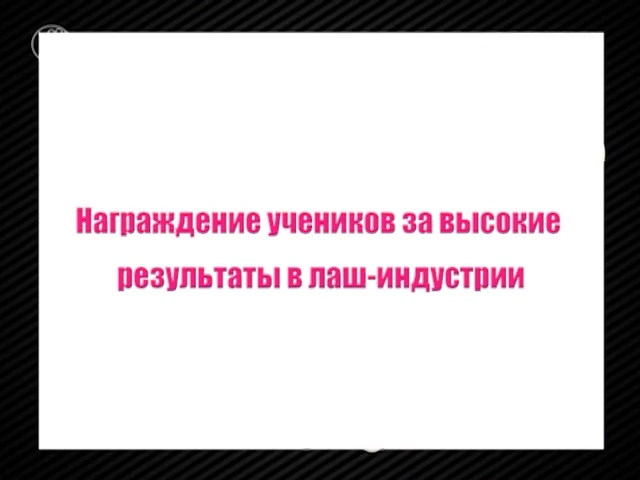 Награждение учеников за высокие
результаты в лаш-индустрии